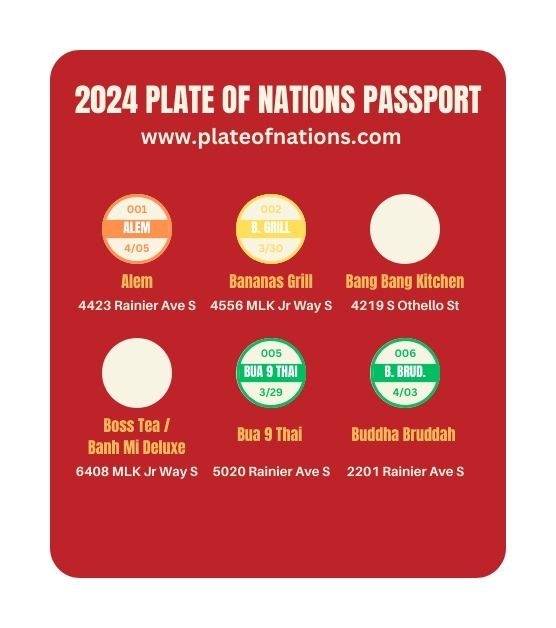 2024 PLATE OF NATIONS PASSPORT
www.plateofnations.com
001
ALEM
4/05
002
B. GRILL
3/30
Alem
Bananas Grill
Bang Bang Kitchen
4423 Rainier Ave S
4556 MLK Jr Way S
4219 S Othello St
005
BUA 9 THAI
3/29
006
B. BRUD.
4/03
Boss Tea /
Banh Mi Deluxe
Bua 9 Thai
Buddha Bruddah
6408 MLK Jr Way S
5020 Rainier Ave S
2201 Rainier Ave S